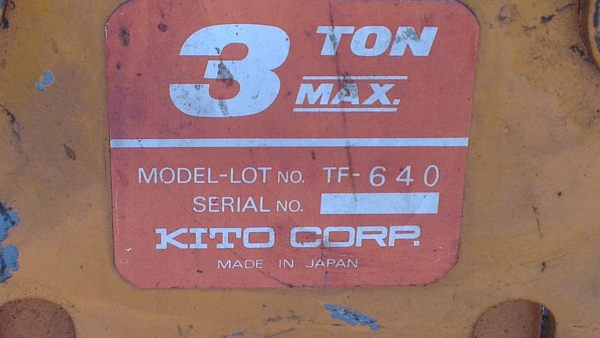 3 TON
MAX.
MODEL-LOT NO. TF-640
SERIAL NO.
KITO CORP.
MADE IN JAPAN